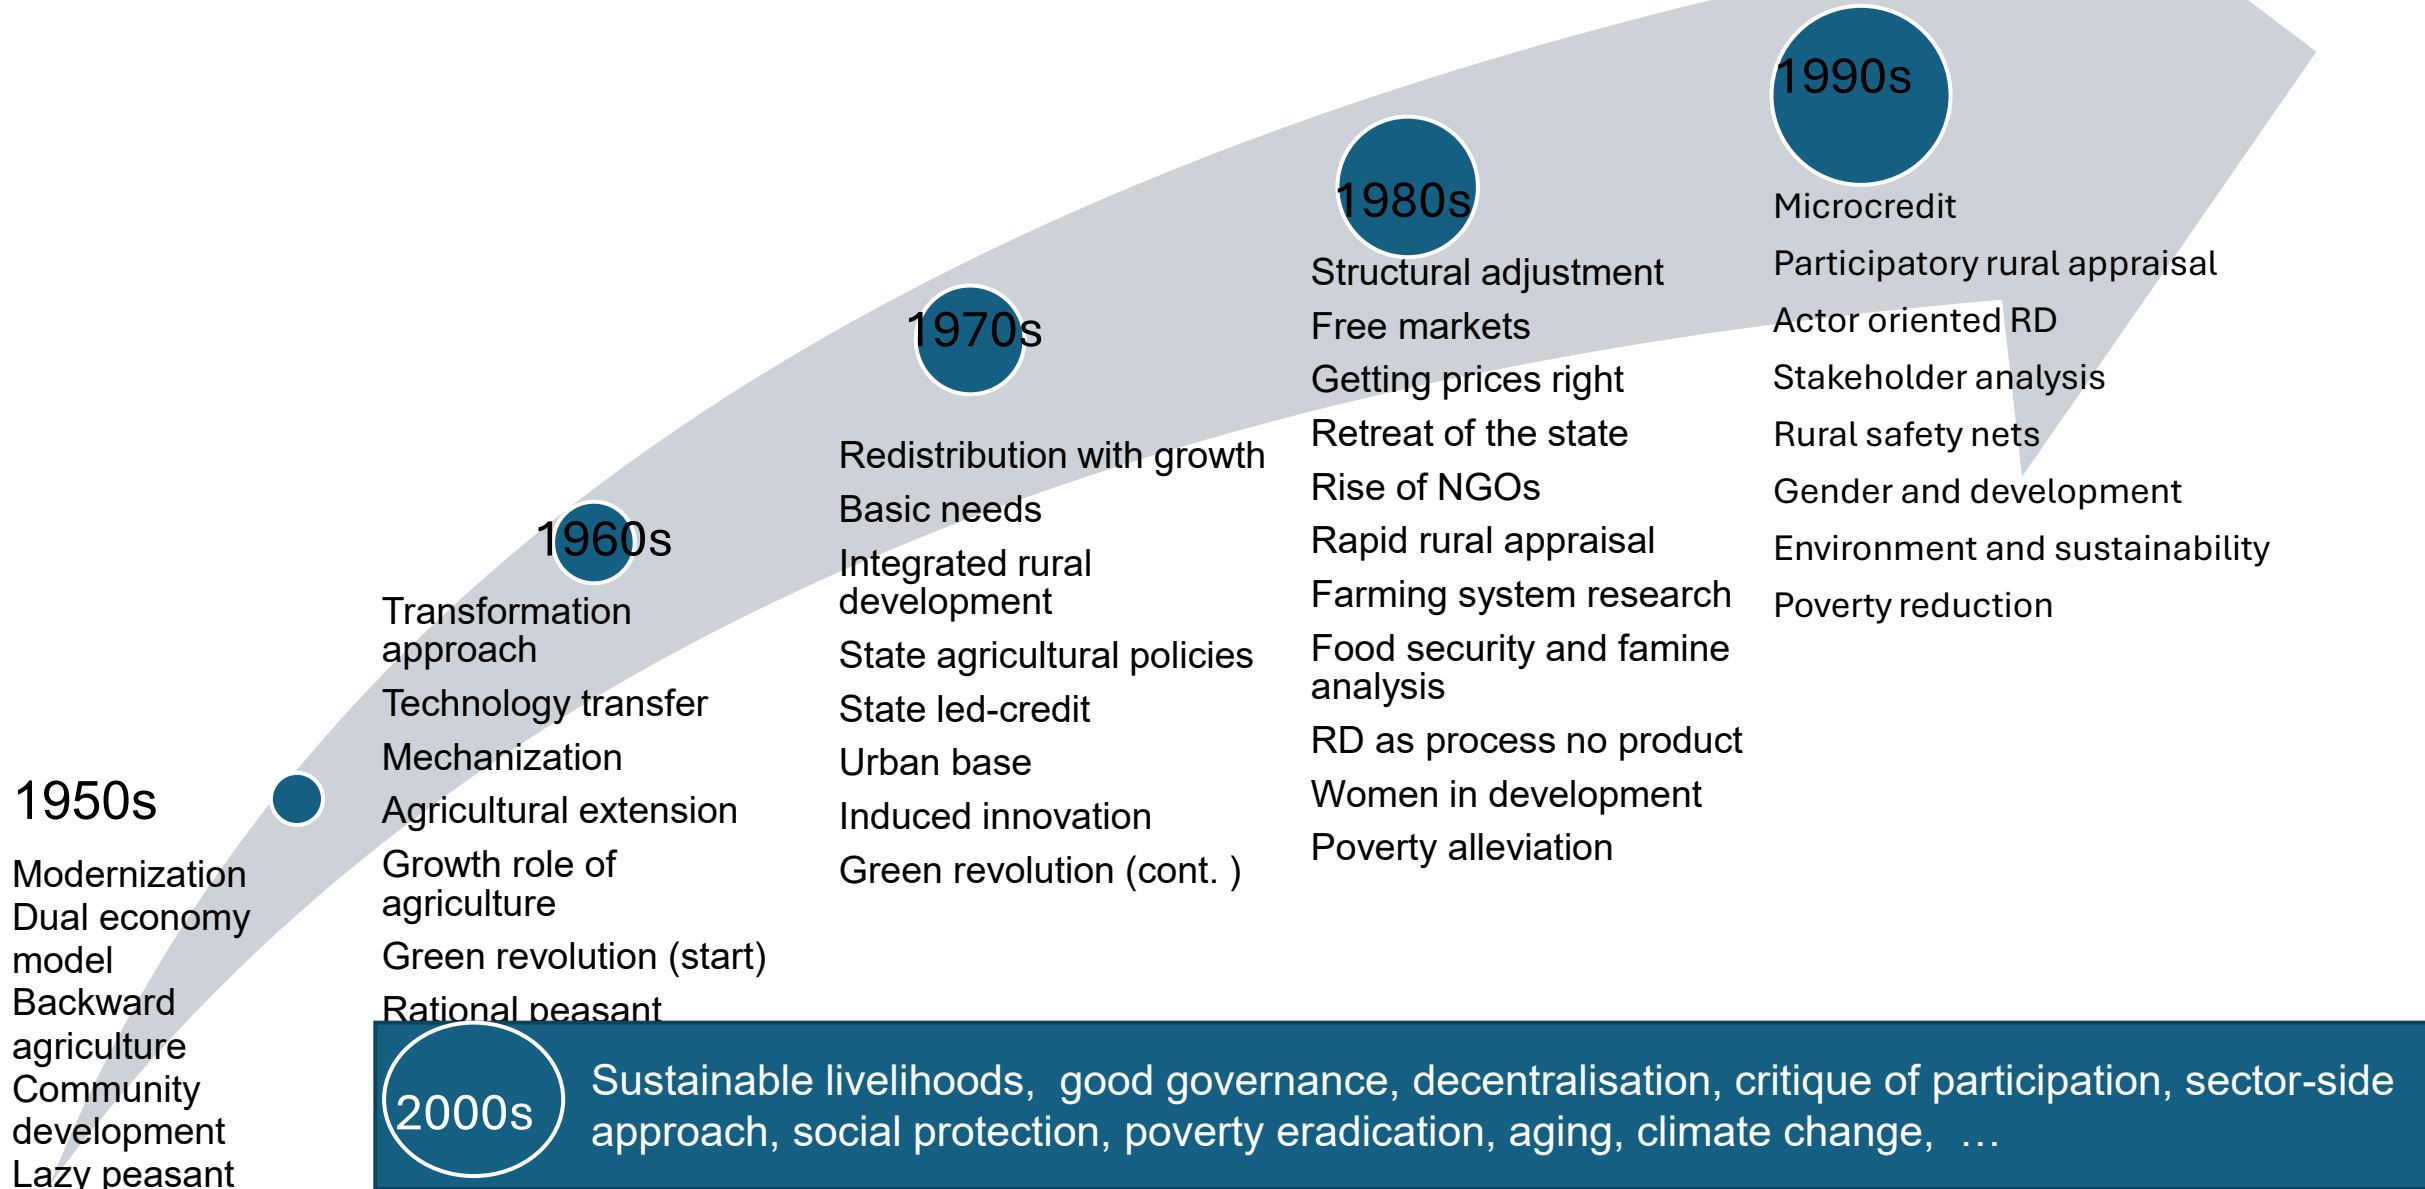 1950s
Modernization
Dual economy
model
Backward
agriculture
Community
development
Lazy peasant
1960s
Transformation
approach
Technology transfer
Mechanization
Agricultural extension
Growth role of
agriculture
Green revolution (start)
Rational peasant
1970s
Redistribution with growth
Basic needs
Integrated rural
development
State agricultural policies
State led-credit
Urban base
Induced innovation
Green revolution (cont. )
1980s
Structural adjustment
Free markets
Getting prices right
Retreat of the state
Rise of NGOs
Rapid rural appraisal
Farming system research
Food security and famine
analysis
RD as process no product
Women in development
Poverty alleviation
1990s
Microcredit
Participatory rural appraisal
Actor oriented RD
Stakeholder analysis
Rural safety nets
Gender and development
Environment and sustainability
Poverty reduction
2000s
Sustainable livelihoods,  good governance, decentralisation, critique of participation, sector-side
approach, social protection, poverty eradication, aging, climate change,  …